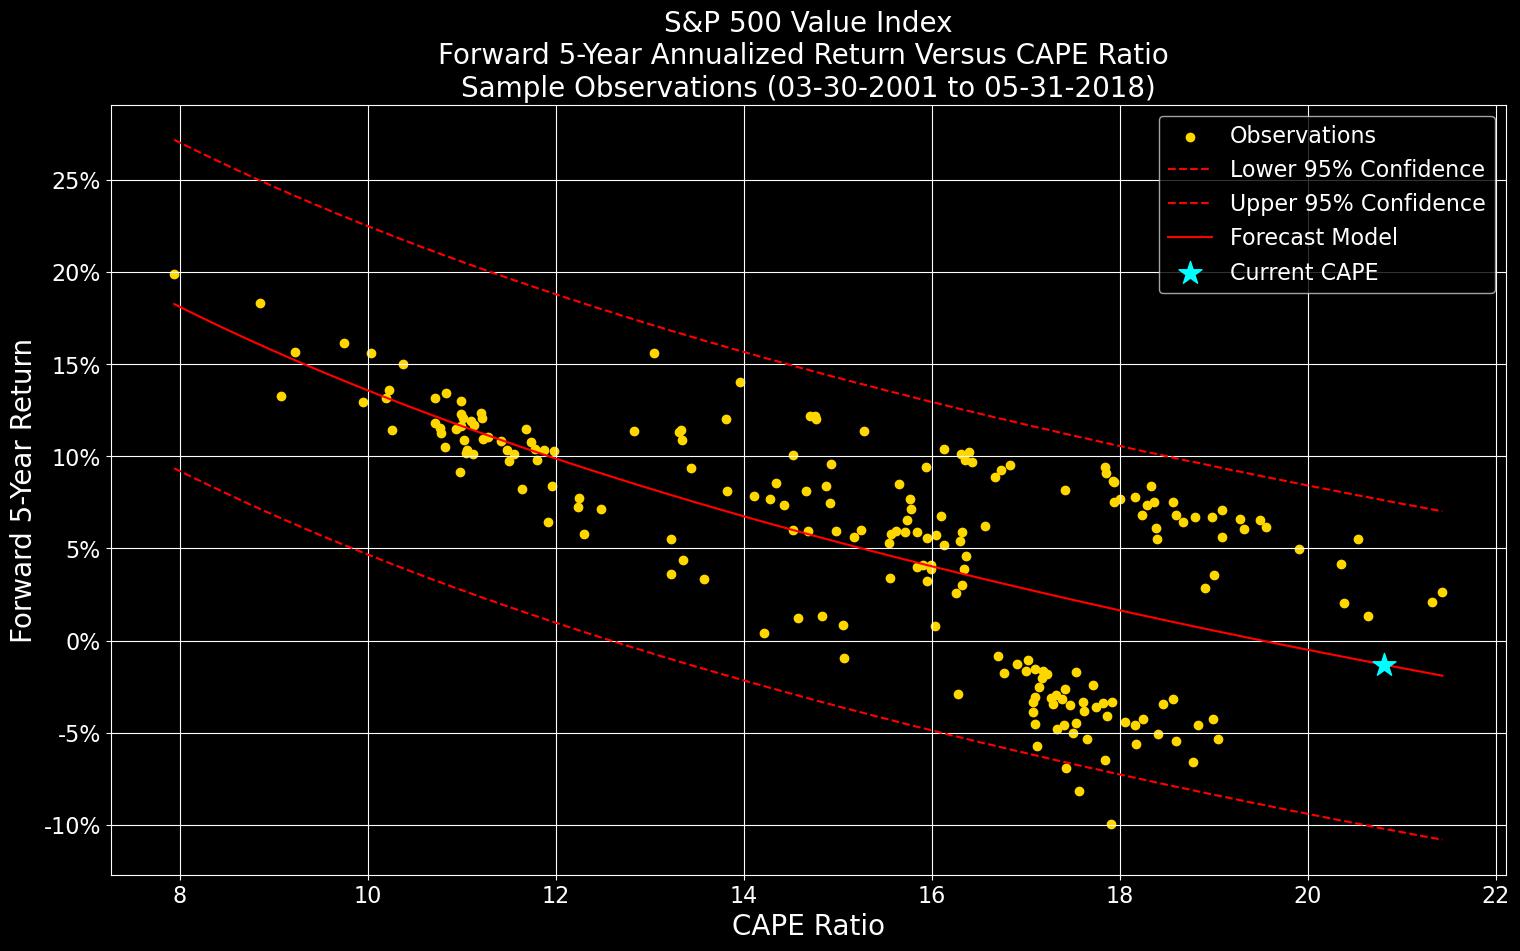 S&P 500 Value Index
Forward 5-Year Annualized Return Versus CAPE Ratio
Sample Observations (03-30-2001 to 05-31-2018)
Observations
Lower 95% Confidence
Upper 95% Confidence
Forecast Model
Current CAPE
Forward 5-Year Return
25%
20%
15%
10%
5%
0%
-5%
-10%
8 10 12 14 16 18 20 22
CAPE Ratio